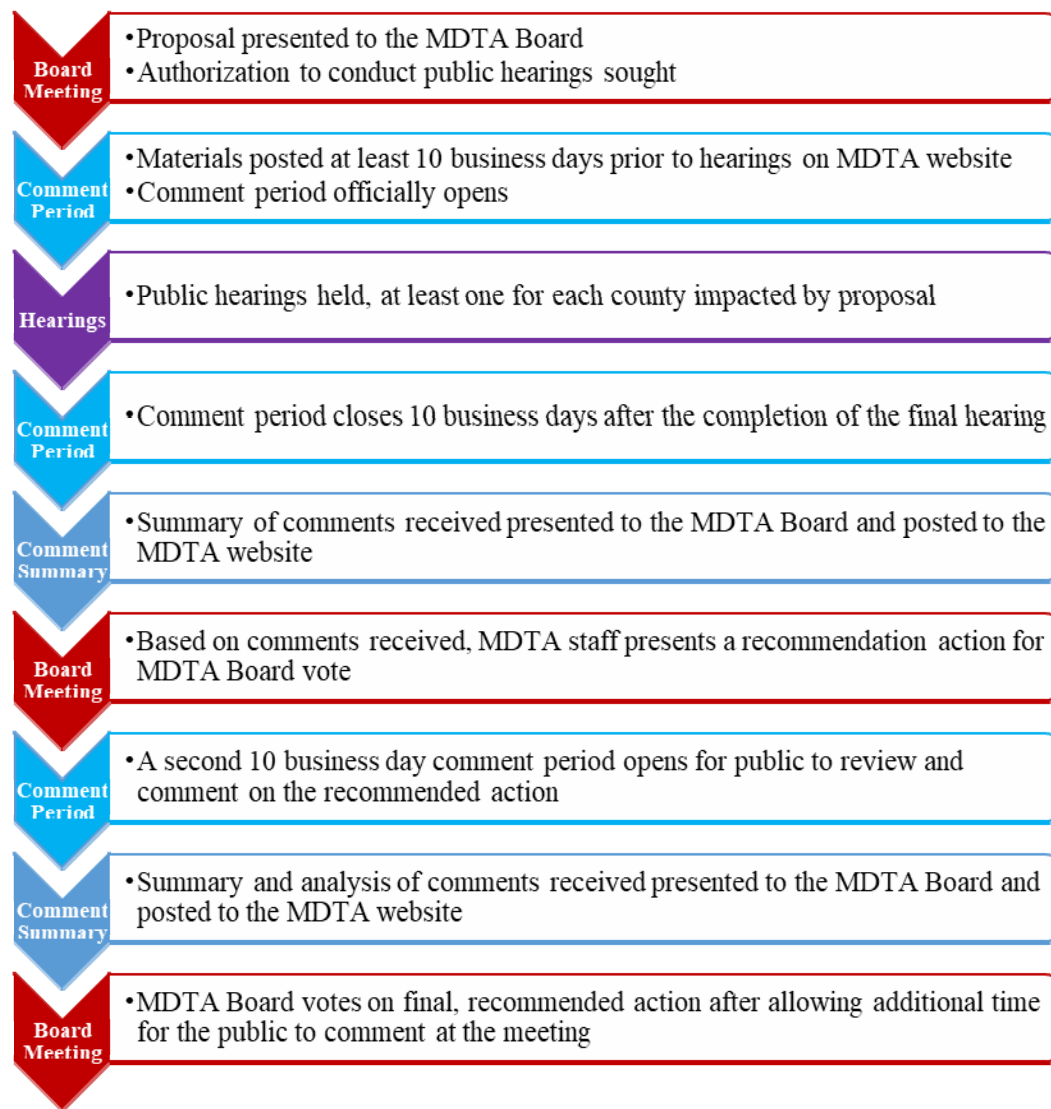 Board
Meeting
•Proposal presented to the MDTA Board
•Authorization to conduct public hearings sought
Comment
Period
•Materials posted at least 10 business days prior to hearings on MDTA website
•Comment period officially opens
Hearings
•Public hearings held, at least one for each county impacted by proposal
Comment
Period
•Comment period closes 10 business days after the completion of the final hearing
Comment
Summary
•Summary of comments received presented to the MDTA Board and posted to the
MDTA website
Board
Meeting
•Based on comments received, MDTA staff presents a recommendation action for
MDTA Board vote
Comment
Period
•A second 10 business day comment period opens for public to review and
comment on the recommended action
Comment
Summary
•Summary and analysis of comments received presented to the MDTA Board and
posted to the MDTA website
Board
Meeting
•MDTA Board votes on final, recommended action after allowing additional time
for the public to comment at the meeting